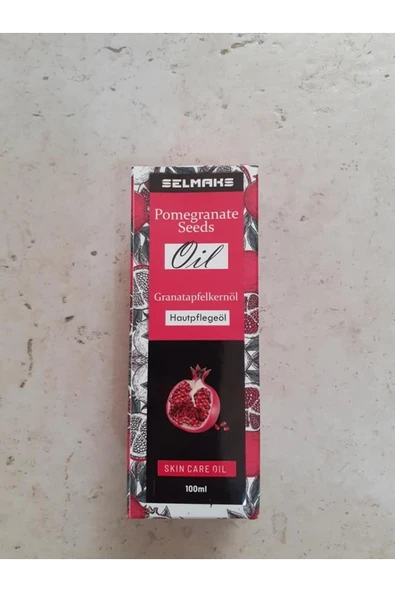 SELMAKS
Pomegranate
Seeds
Oil
Granatapfelkernöl
Hautpflegeöl
SKIN CARE OIL
100ml